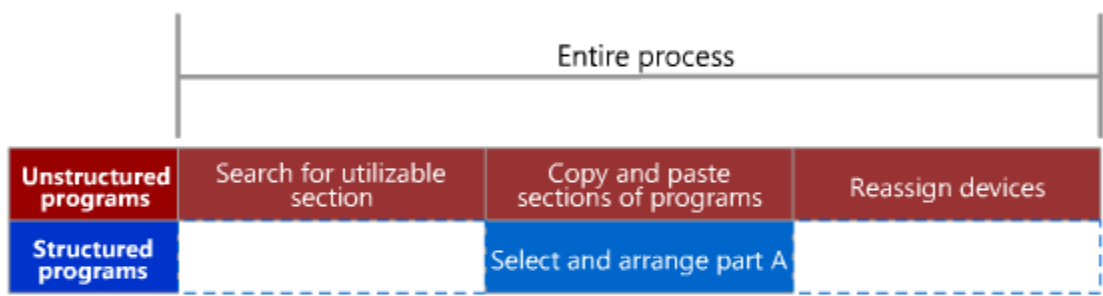 Entire process
Unstructured
programs
Search for utilizable
section
Copy and paste
sections of programs
Reassign devices
Structured
programs
Select and arrange part A